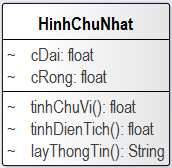 HinhChuNhat
~ cDai: float
~ cRong: float
~ tinhChuVi(): float
~ tinhDienTich(): float
~ layThongTin(): String